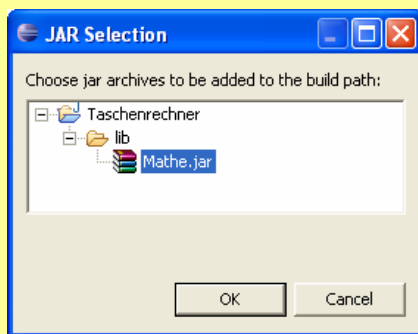 JAR Selection
Choose jar archives to be added to the build path:
Taschenrechner
lib
Mathe.jar
OK
Cancel